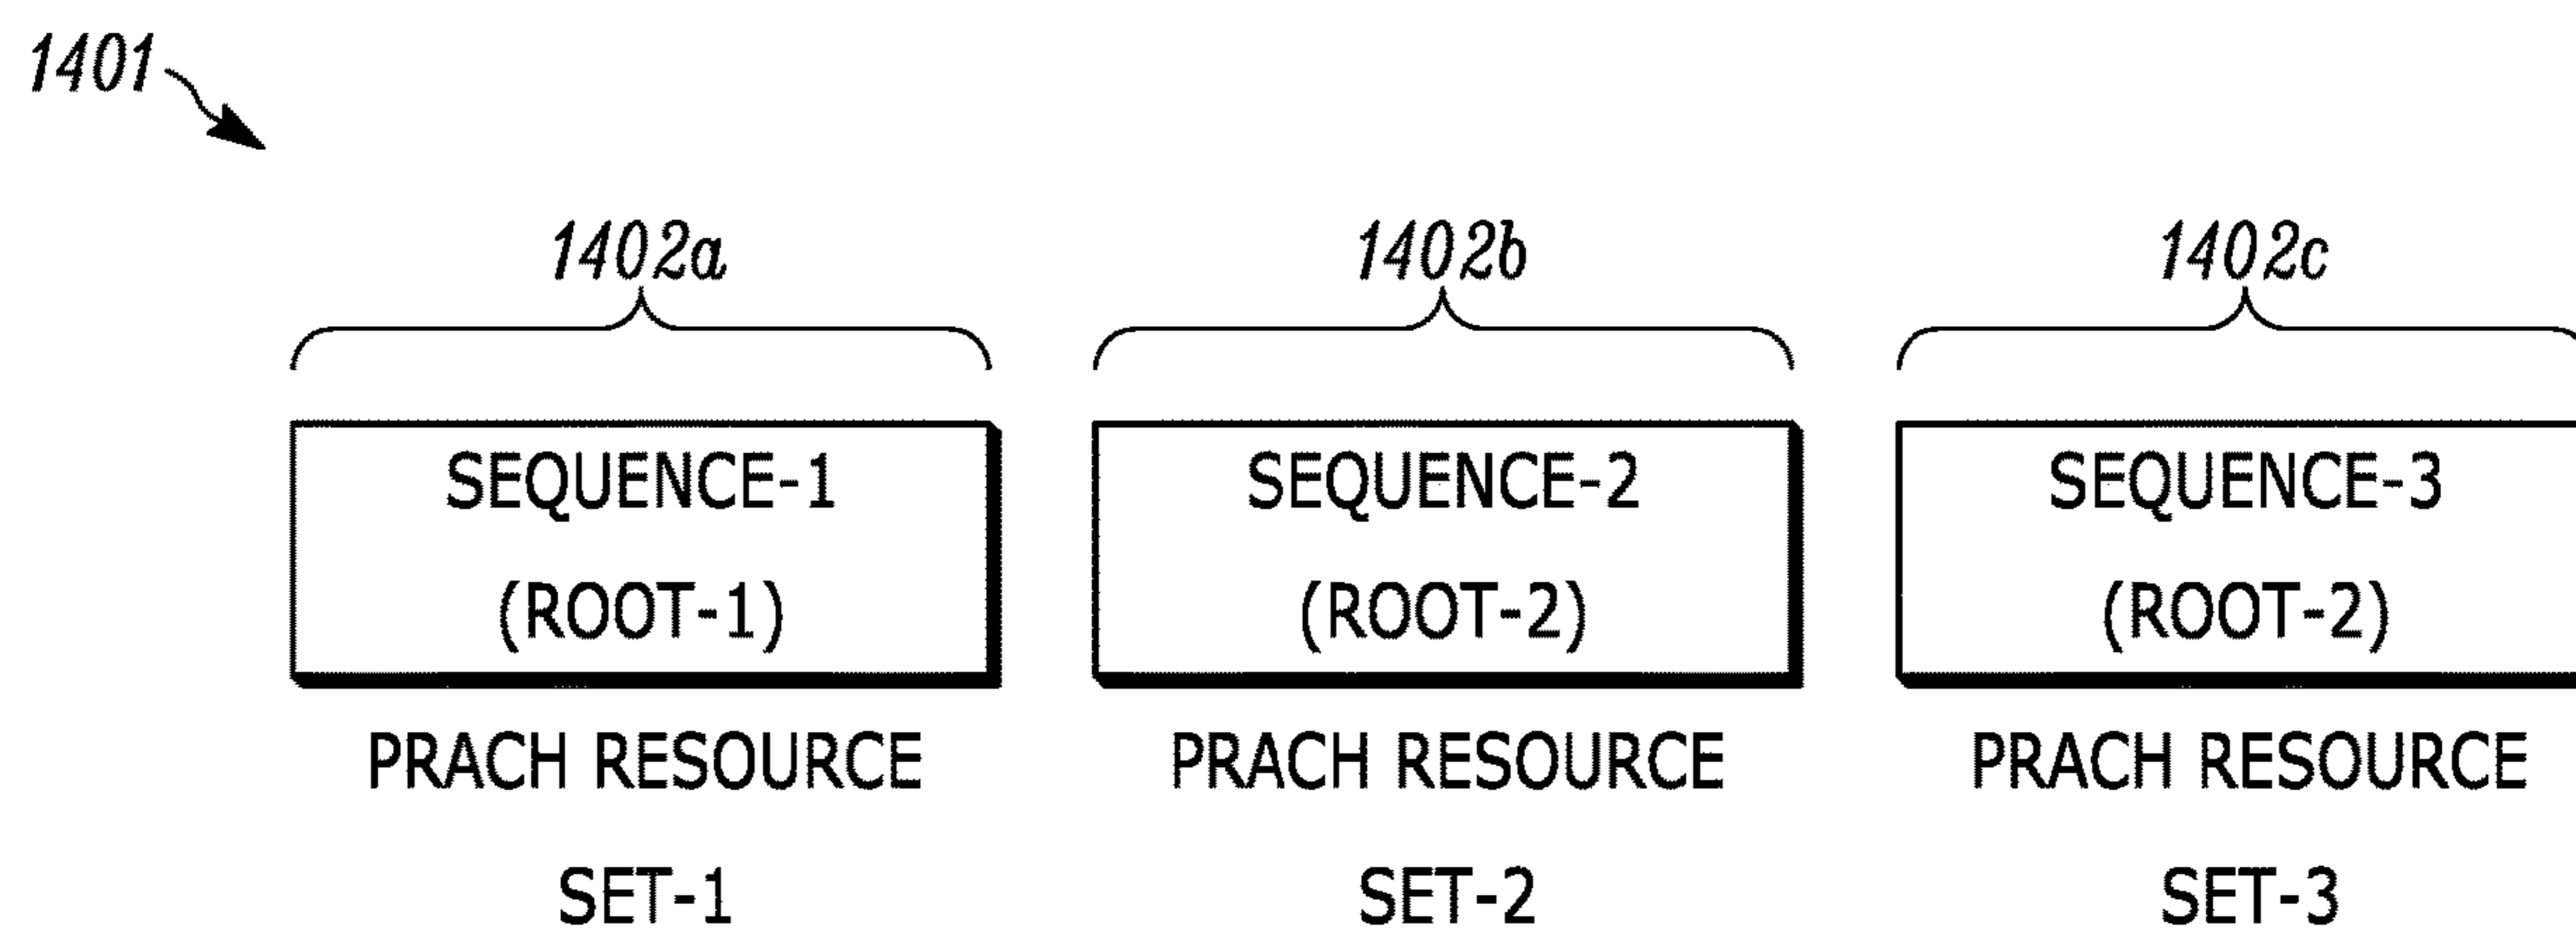 1401
1402a 1402b 1402c
SEQUENCE-1 SEQUENCE-2 SEQUENCE-3
(ROOT-1) (ROOT-2) (ROOT-2)
PRACH RESOURCE PRACH RESOURCE PRACH RESOURCE
SET-1 SET-2 SET-3